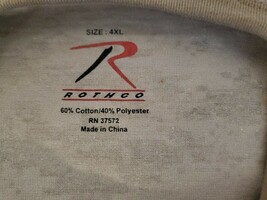 SIZE : 4XL
R
ROTHCO
60% Cotton/40% Polyester
RN 37572
Made in China